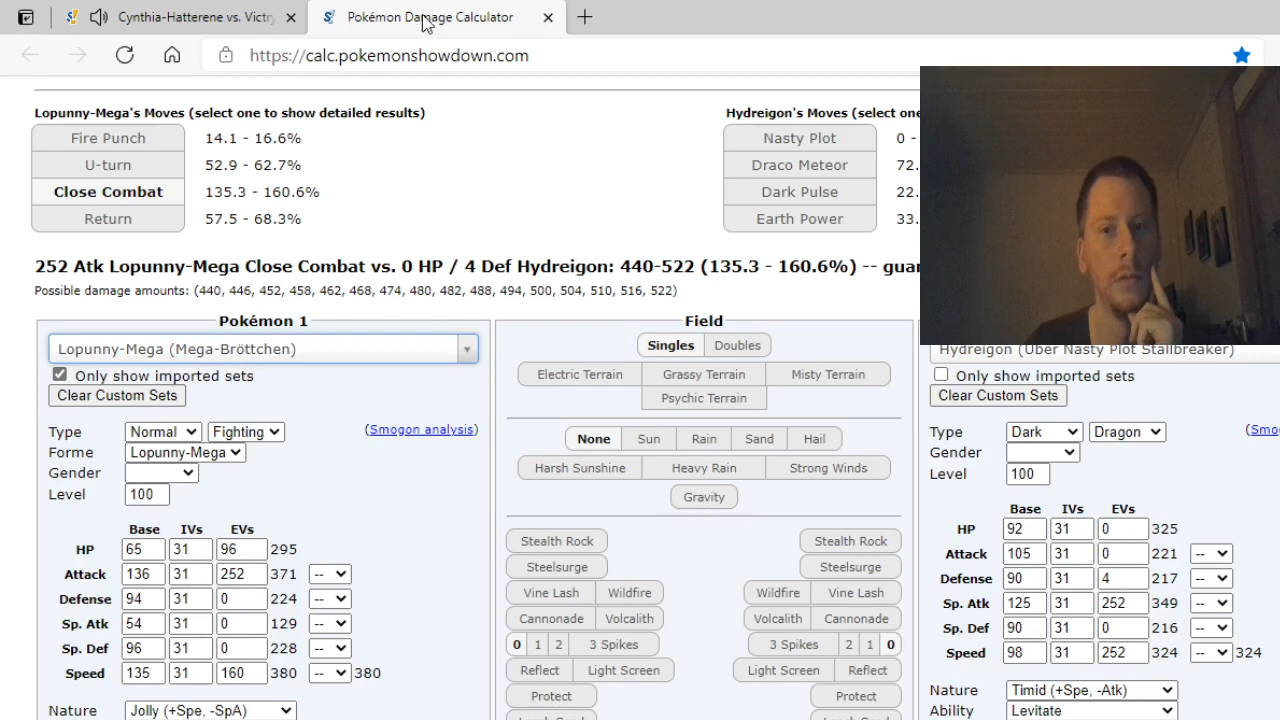 Cynthia-Hatterene vs. Victry
Pokémon Damage Calculator
https://calc.pokemonshowdown.com
Lopunny-Mega's Moves (select one to show detailed results)
Hydreigon's Moves (select one
Fire Punch 14.1 - 16.6%
Nasty Plot 0 -
U-turn 52.9 - 62.7%
Draco Meteor 72.
Close Combat 135.3 - 160.6%
Dark Pulse 22.
Return 57.5 - 68.3%
Earth Power 33.
252 Atk Lopunny-Mega Close Combat vs. 0 HP / 4 Def Hydreigon: 440-522 (135.3 - 160.6%) -- guar
Possible damage amounts: (440, 446, 452, 458, 462, 468, 474, 480, 482, 488, 494, 500, 504, 510, 516, 522)
Pokémon 1
Lopunny-Mega (Mega-Bröttchen)
Only show imported sets
Clear Custom Sets
Type Normal Fighting (Smogon analysis)
Forme Lopunny-Mega
Gender
Level 100
Base IVs EVs
HP 65 31 96 295
Attack 136 31 252 371 --
Defense 94 31 0 224 --
Sp. Atk 54 31 0 129 --
Sp. Def 96 31 0 228 --
Speed 135 31 160 380 -- 380
Nature Jolly (+Spe, -SpA)
Field
Singles Doubles
Electric Terrain Grassy Terrain Misty Terrain
Psychic Terrain
None Sun Rain Sand Hail
Harsh Sunshine Heavy Rain Strong Winds
Gravity
Stealth Rock Stealth Rock
Steelsurge Steelsurge
Vine Lash Wildfire Wildfire Vine Lash
Cannonade Volcalith Volcalith Cannonade
0 1 2 3 Spikes 3 Spikes 2 1 0
Reflect Light Screen Light Screen Reflect
Protect Protect
Hydreigon (Uber Nasty Plot Stallbreaker)
Only show imported sets
Clear Custom Sets
Type Dark Dragon (Smo
Gender
Level 100
Base IVs EVs
HP 92 31 0 325
Attack 105 31 0 221 --
Defense 90 31 4 217 --
Sp. Atk 125 31 252 349 --
Sp. Def 90 31 0 216 --
Speed 98 31 252 324 -- 324
Nature Timid (+Spe, -Atk)
Ability Levitate